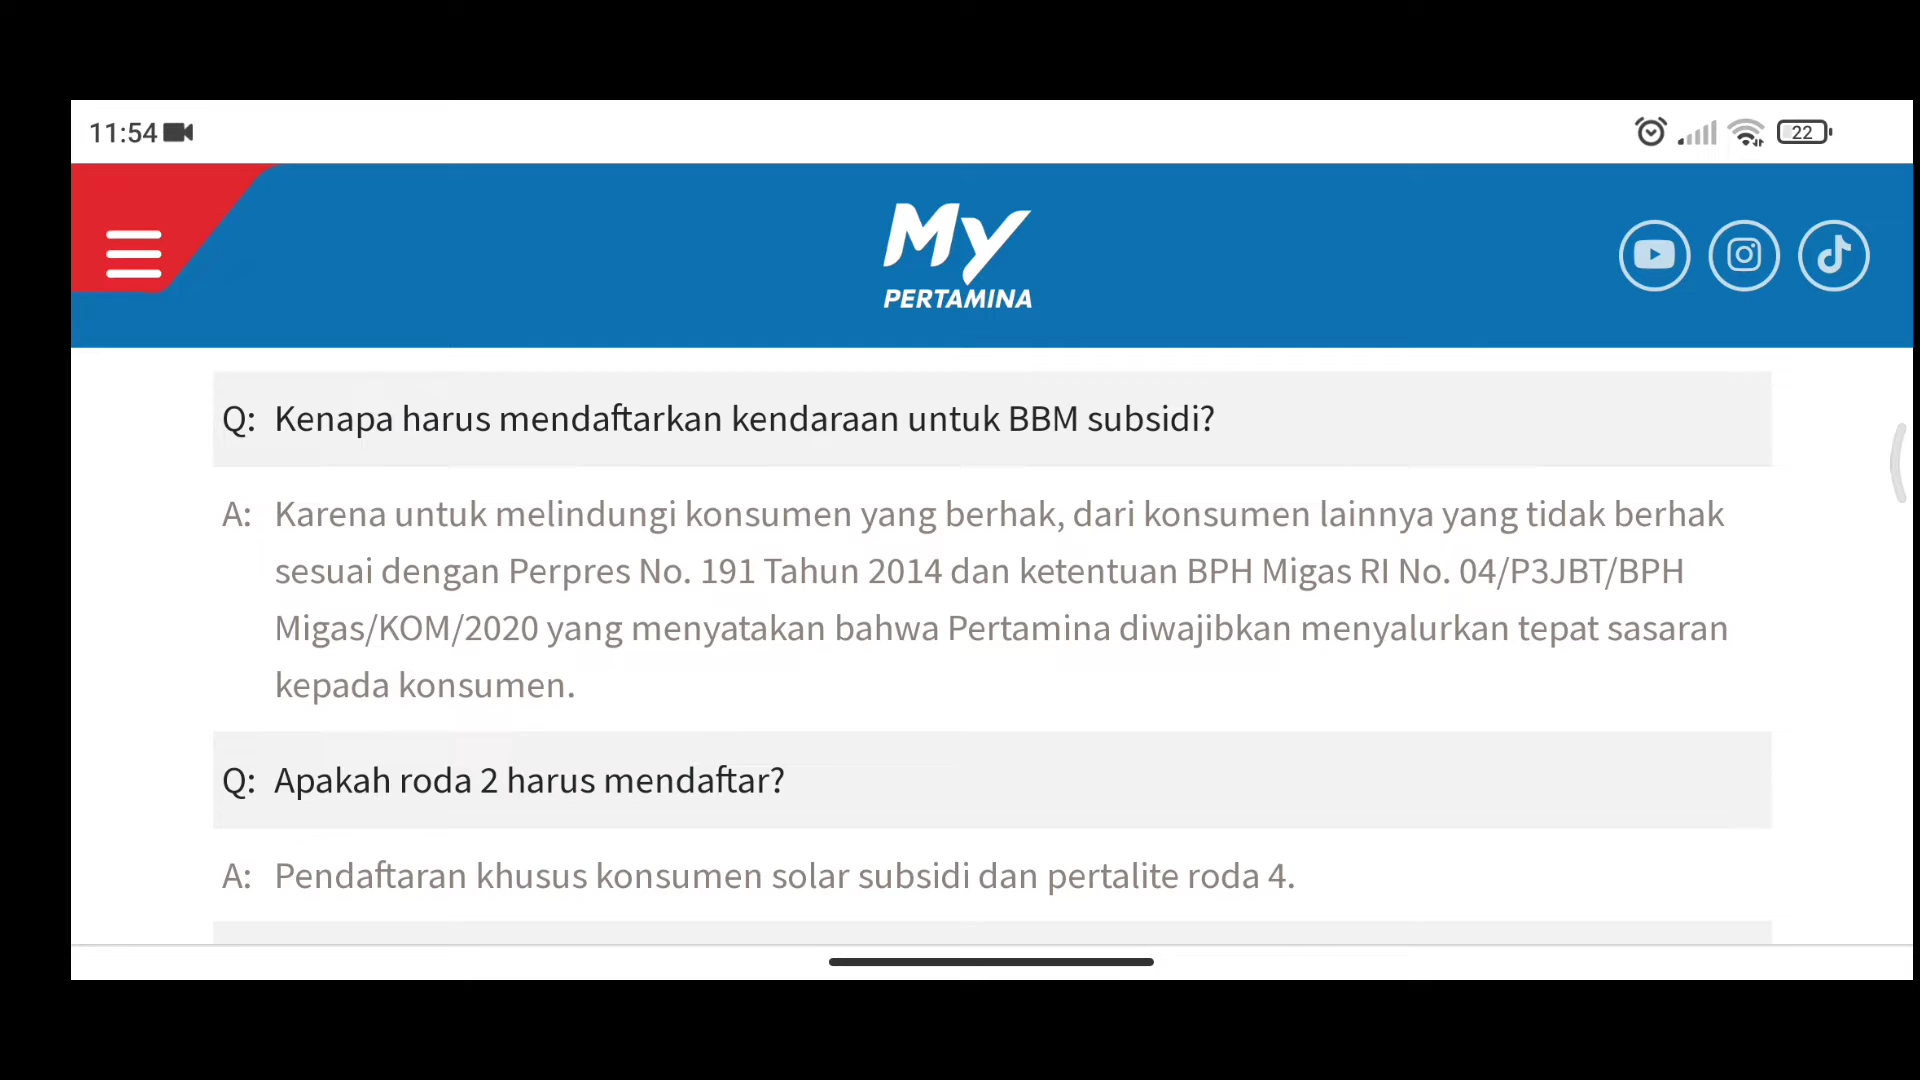 11:54
22
My
PERTAMINA
Q: Kenapa harus mendaftarkan kendaraan untuk BBM subsidi?
A: Karena untuk melindungi konsumen yang berhak, dari konsumen lainnya yang tidak berhak
sesuai dengan Perpres No. 191 Tahun 2014 dan ketentuan BPH Migas RI No. 04/P3JBT/BPH
Migas/KOM/2020 yang menyatakan bahwa Pertamina diwajibkan menyalurkan tepat sasaran
kepada konsumen.
Q: Apakah roda 2 harus mendaftar?
A: Pendaftaran khusus konsumen solar subsidi dan pertalite roda 4.